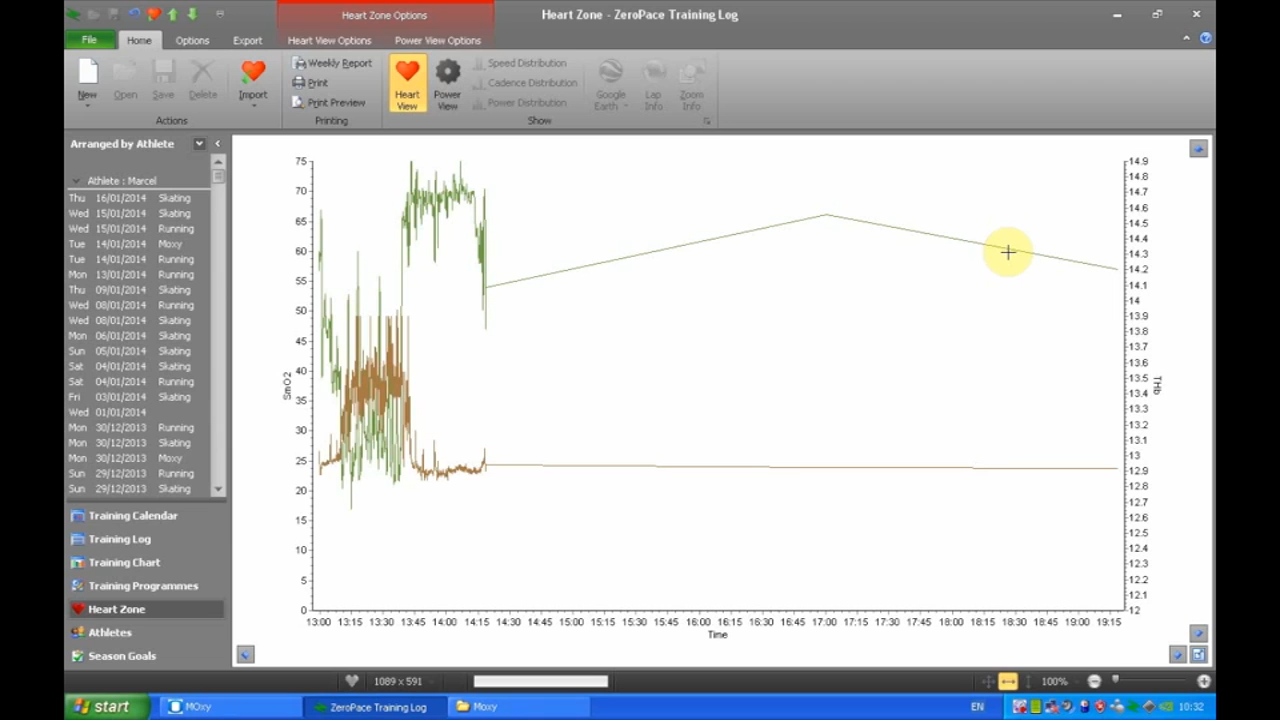 Heart Zone Options
Heart Zone - ZeroPace Training Log
File
Home
Options
Export
Heart View Options
Power View Options
New
Open
Save
Delete
Import
Actions
Weekly Report
Print
Print Preview
Printing
Heart View
Power View
Speed Distribution
Cadence Distribution
Power Distribution
Google Earth
Lap Info
Zoom Info
Show
Arranged by Athlete
Athlete : Marcel
Thu 16/01/2014 Skating
Wed 15/01/2014 Skating
Wed 15/01/2014 Running
Tue 14/01/2014 Moxy
Tue 14/01/2014 Running
Mon 13/01/2014 Running
Thu 09/01/2014 Skating
Wed 08/01/2014 Running
Wed 08/01/2014 Skating
Mon 06/01/2014 Skating
Sun 05/01/2014 Skating
Sat 04/01/2014 Skating
Sat 04/01/2014 Running
Fri 03/01/2014 Skating
Wed 01/01/2014
Mon 30/12/2013 Running
Mon 30/12/2013 Skating
Mon 30/12/2013 Moxy
Sun 29/12/2013 Running
Sun 29/12/2013 Skating
Training Calendar
Training Log
Training Chart
Training Programmes
Heart Zone
Athletes
Season Goals
75
70
65
60
55
50
45
40
35
30
25
20
15
10
5
0
SmO2
14.9
14.8
14.7
14.6
14.5
14.4
14.3
14.2
14.1
14
13.9
13.8
13.7
13.6
13.5
13.4
13.3
13.2
13.1
13
12.9
12.8
12.7
12.6
12.5
12.4
12.3
12.2
12.1
12
THb
13:00 13:15 13:30 13:45 14:00 14:15 14:30 14:45 15:00 15:15 15:30 15:45 16:00 16:15 16:30 16:45 17:00 17:15 17:30 17:45 18:00 18:15 18:30 18:45 19:00 19:15
Time
1089 x 591
100%
start
MOxy
ZeroPace Training Log
Moxy
EN
10:32